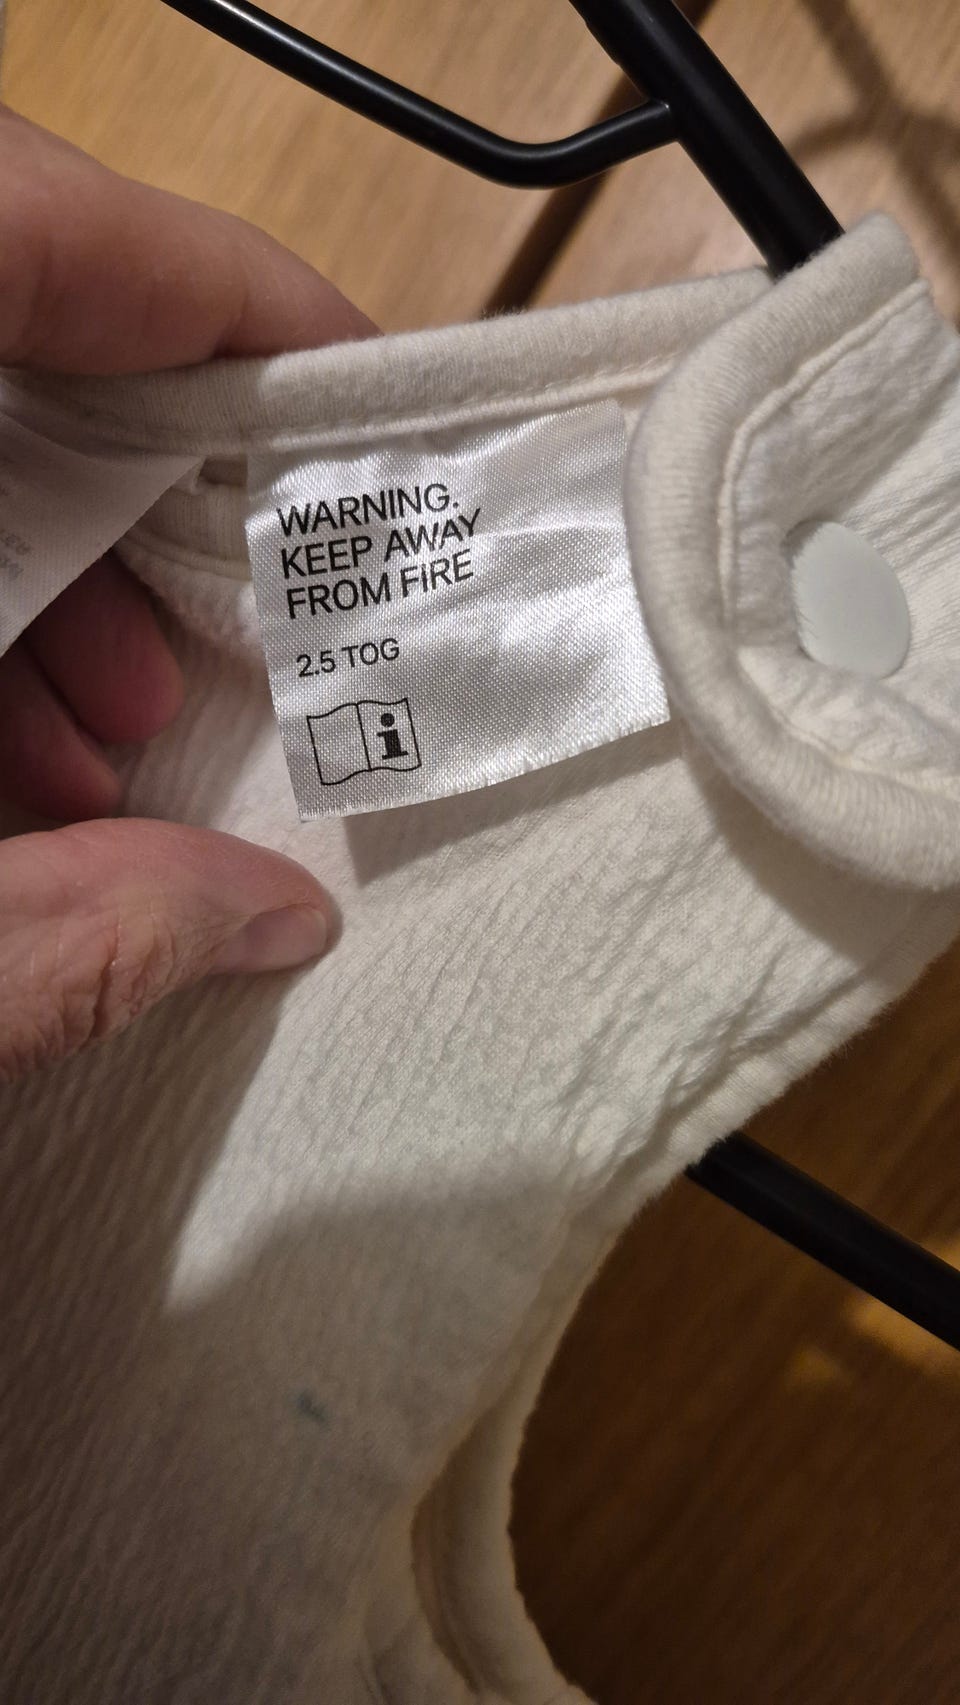 WARNING.
KEEP AWAY
FROM FIRE
2.5 TOG
i